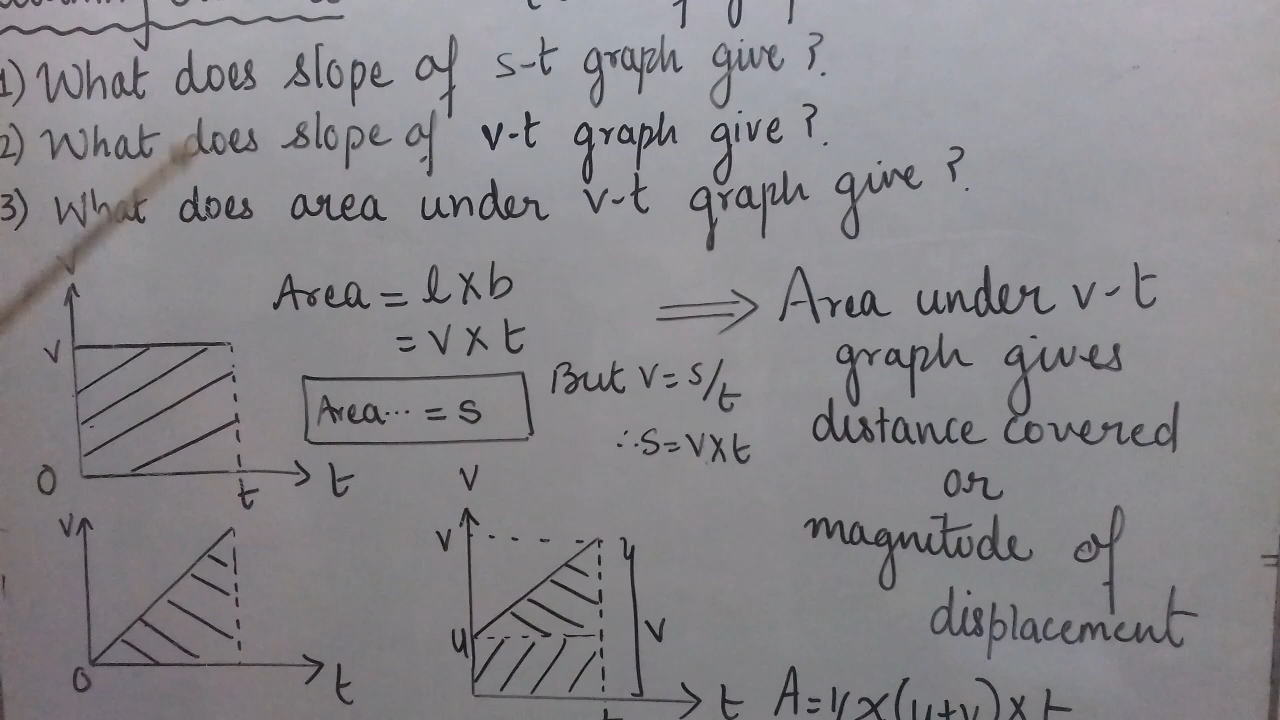 1) What does slope of s-t graph give?
2) What does slope of v-t graph give?
3) What does area under v-t graph give?
v
v
0
t
t
Area = l×b
= v×t
Area... = s
But v = s/t
∴ s = v×t
⟹ Area under v-t
graph gives
distance covered
or
magnitude of
displacement
v
0
t
v
v
u
y
v
t
t
A = 1/ × (u+v) × t